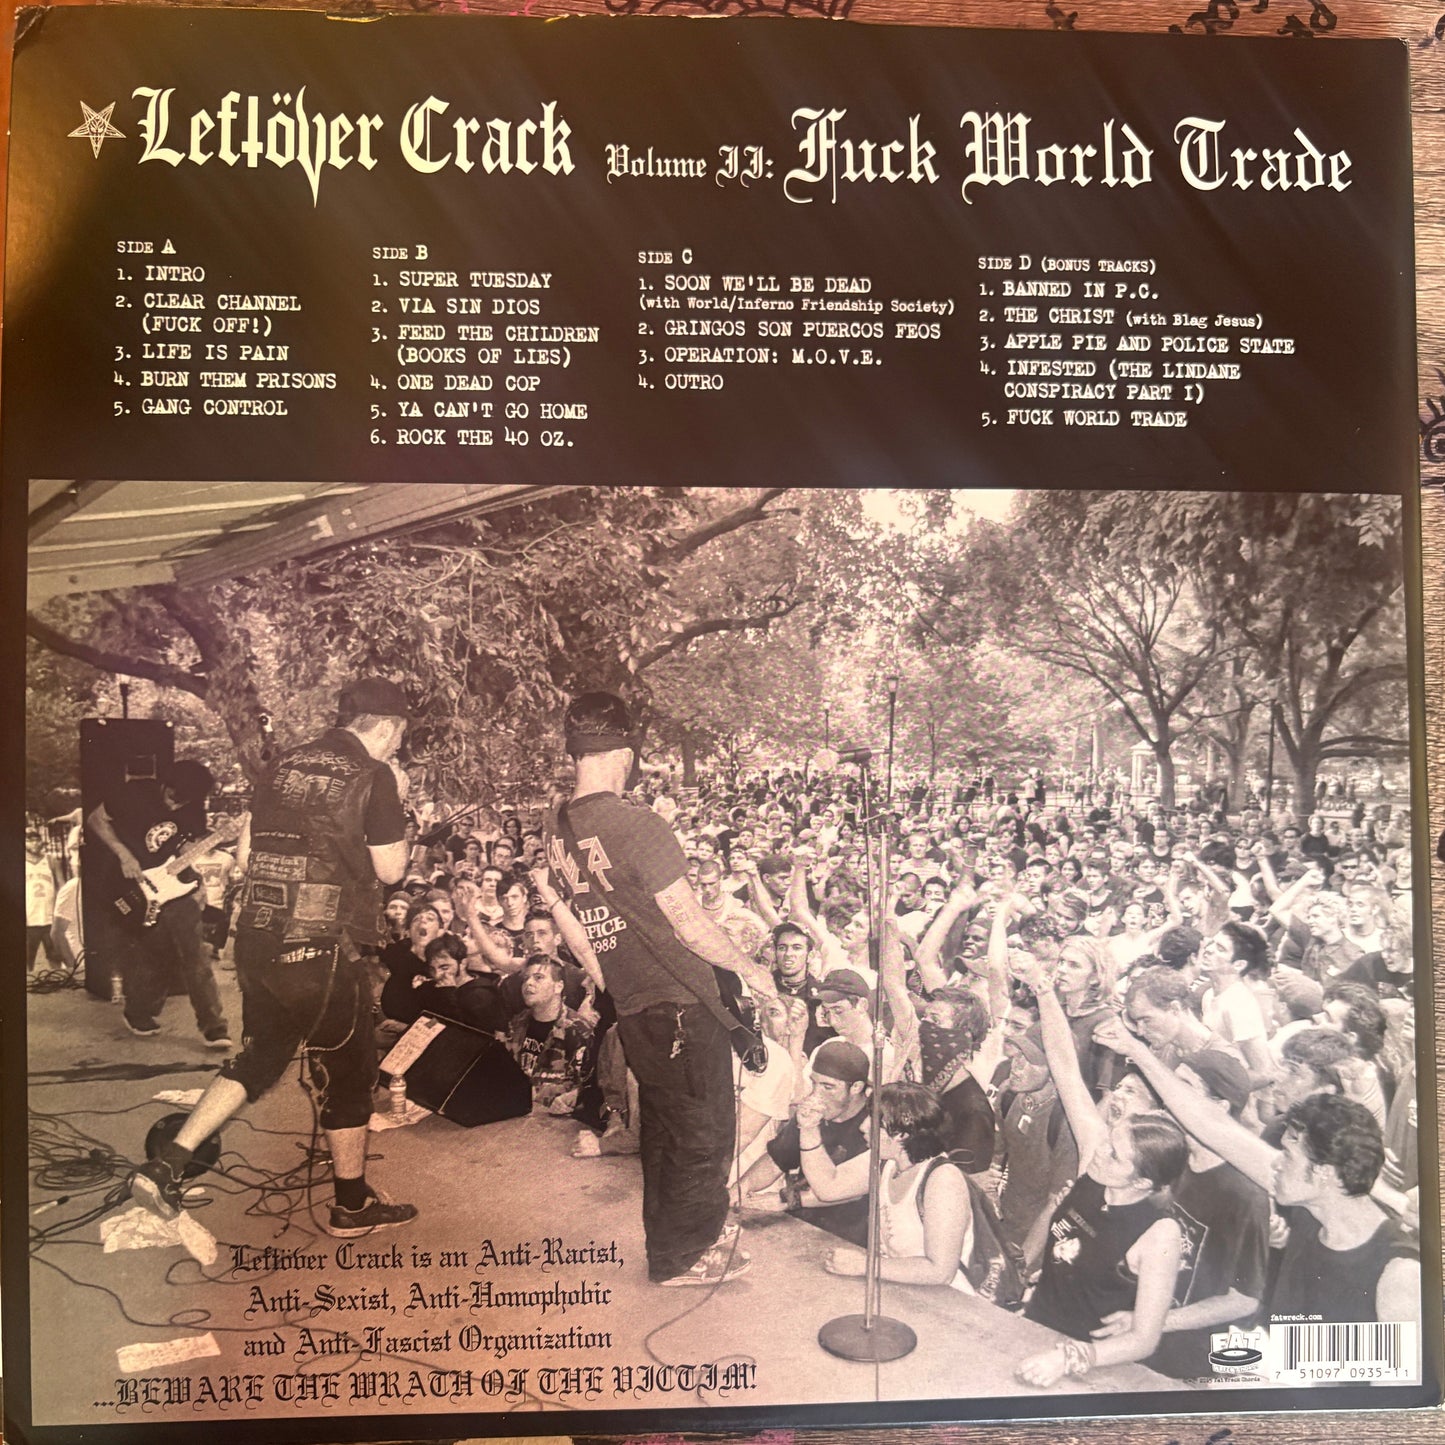 Leftöver Crack Volume II: Fuck World Trade
SIDE A
1. INTRO
2. CLEAR CHANNEL
(FUCK OFF!)
3. LIFE IS PAIN
4. BURN THEM PRISONS
5. GANG CONTROL
SIDE B
1. SUPER TUESDAY
2. VIA SIN DIOS
3. FEED THE CHILDREN
(BOOKS OF LIES)
4. ONE DEAD COP
5. YA CAN'T GO HOME
6. ROCK THE 40 OZ.
SIDE C
1. SOON WE'LL BE DEAD
(with World/Inferno Friendship Society)
2. GRINGOS SON PUERCOS FEOS
3. OPERATION: M.O.V.E.
4. OUTRO
SIDE D (BONUS TRACKS)
1. BANNED IN P.C.
2. THE CHRIST (with Blag Jesus)
3. APPLE PIE AND POLICE STATE
4. INFESTED (THE LINDANE
CONSPIRACY PART I)
5. FUCK WORLD TRADE
1988
Leftöver Crack is an Anti-Racist,
Anti-Sexist, Anti-Homophobic
and Anti-Fascist Organization
...BEWARE THE WRATH OF THE VICTIM!
fatwreck.com
FAT
7 51097 0935-1 1